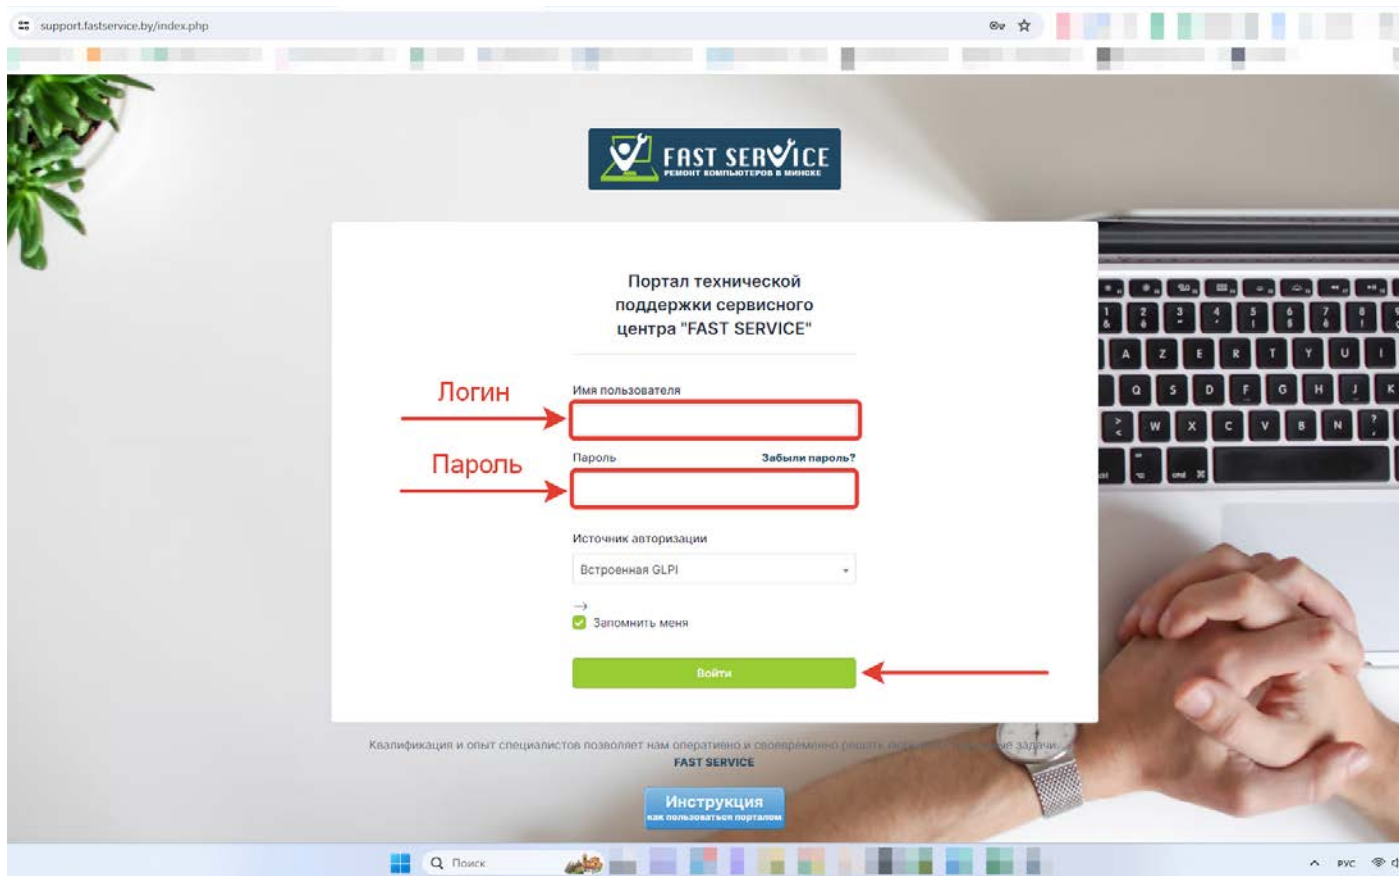 support.fastservice.by/index.php
FAST SERVICE
РЕМОНТ КОМПЬЮТЕРОВ В МИНСКЕ
Портал технической
поддержки сервисного
центра "FAST SERVICE"
Логин
Имя пользователя
Пароль
Пароль
Забыли пароль?
Источник авторизации
Встроенная GLPI
Запомнить меня
Войти
Квалификация и опыт специалистов позволяет нам оперативно и своевременно решать задачи.
FAST SERVICE
Инструкция
как пользоваться порталом
Поиск
РУС